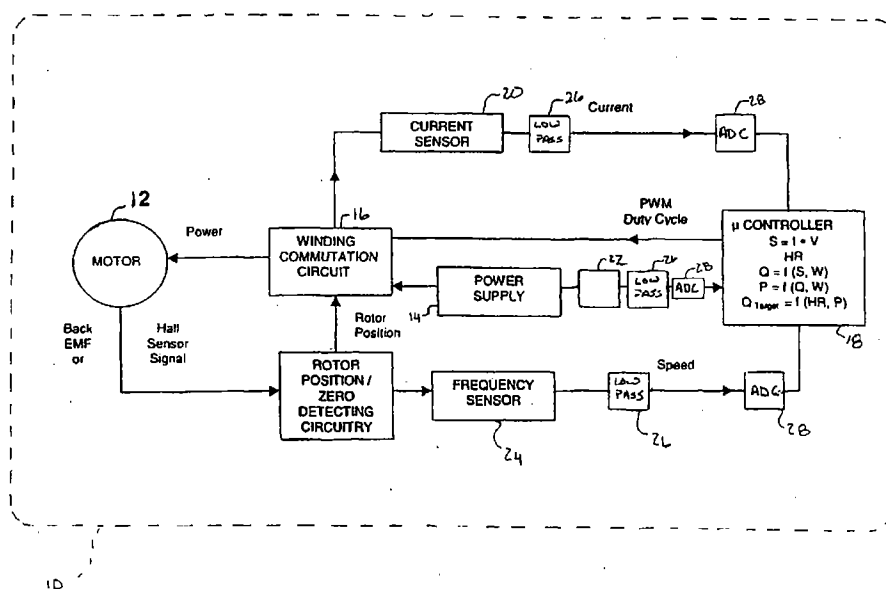 20
CURRENT
SENSOR
26
LOW
PASS
Current
28
ADC
12
MOTOR
Power
16
WINDING
COMMUTATION
CIRCUIT
PWM
Duty Cycle
µ CONTROLLER
S = I * V
HR
Q = f (S, W)
P = f (Q, W)
Q Target = f (HR, P)
18
14
POWER
SUPPLY
22
26
LOW
PASS
28
ADC
Rotor
Position
Back
EMF
or
Hall
Sensor
Signal
ROTOR
POSITION /
ZERO
DETECTING
CIRCUITRY
FREQUENCY
SENSOR
24
LOW
PASS
26
Speed
ADC
28
10